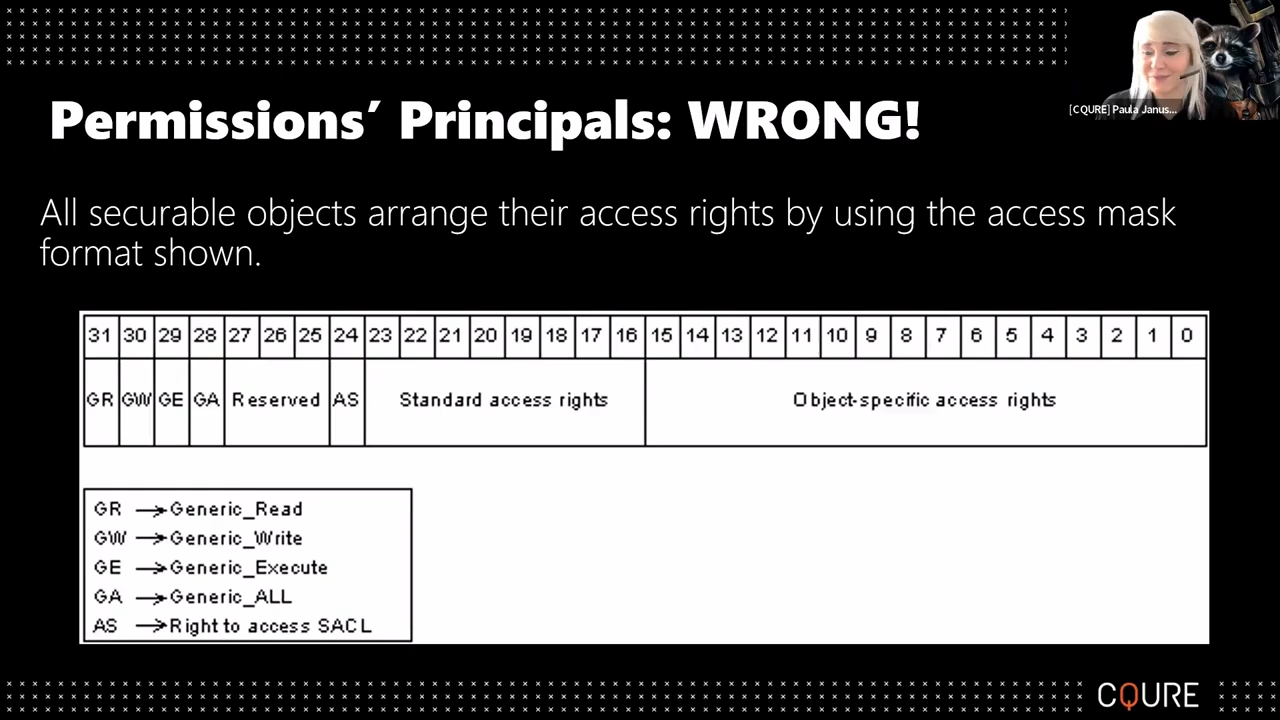 [CQURE] Paula Janus...
Permissions’ Principals: WRONG!
All securable objects arrange their access rights by using the access mask
format shown.
31 30 29 28 27 26 25 24 23 22 21 20 19 18 17 16 15 14 13 12 11 10 9 8 7 6 5 4 3 2 1 0
GR GW GE GA Reserved AS Standard access rights Object-specific access rights
GR → Generic_Read
GW → Generic_Write
GE → Generic_Execute
GA → Generic_ALL
AS → Right to access SACL
CQURE